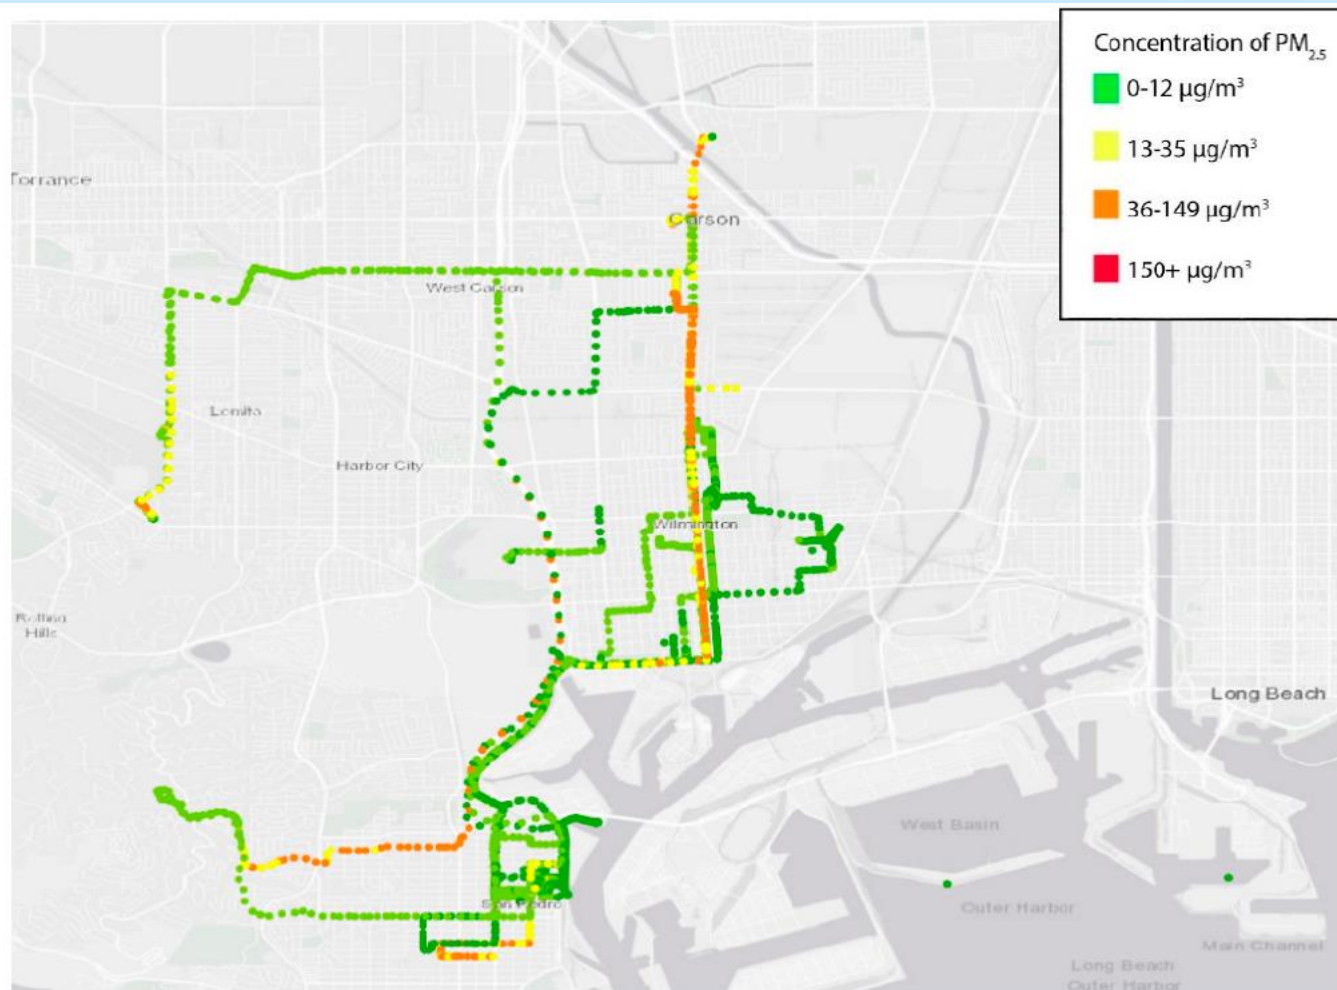 Concentration of PM2.5
0-12 µg/m³
13-35 µg/m³
36-149 µg/m³
150+ µg/m³
Torrance
Carson
West Carson
Lomita
Harbor City
Wilmington
Rolling
Hills
Long Beach
West Basin
San Pedro
Outer Harbor
Main Channel
Long Beach
Outer Harbor